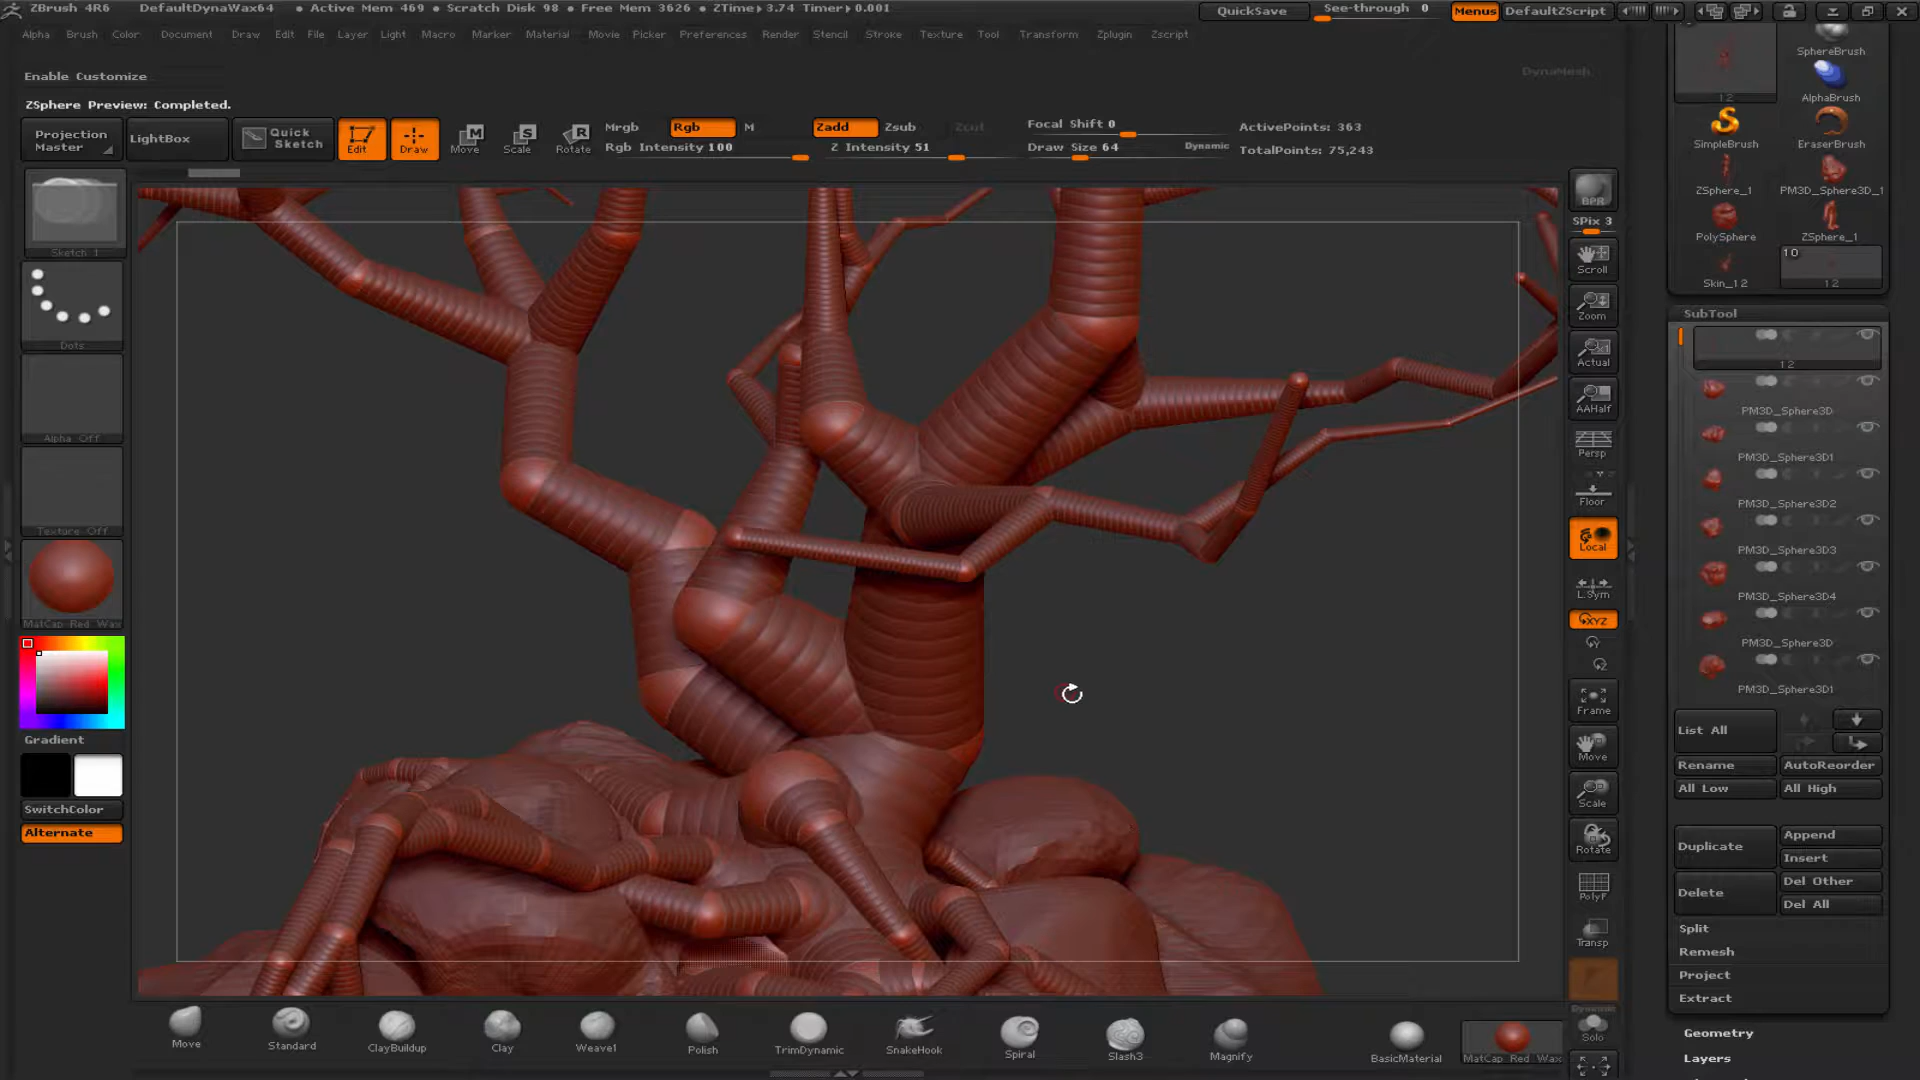 ZBrush 4R6 DefaultDynaWax64 • Active Mem 469 • Scratch Disk 98 • Free Mem 3626 • ZTime▸3.74 Timer▸0.001 QuickSave See-through 0 Menus DefaultZScript
Alpha Brush Color Document Draw Edit File Layer Light Macro Marker Material Movie Picker Preferences Render Stencil Stroke Texture Tool Transform Zplugin Zscript
Enable Customize
DynaMesh
ZSphere Preview: Completed.
Projection Master
LightBox
Quick Sketch
Edit
Draw
Move
Scale
Rotate
Mrgb Rgb M
Rgb Intensity 100
Zadd Zsub Zcut
Z Intensity 51
Focal Shift 0
Draw Size 64 Dynamic
ActivePoints: 363
TotalPoints: 75,243
Sketch 1
Dots
Alpha Off
Texture Off
MatCap Red Wax
Gradient
SwitchColor
Alternate
BPR
SPix 3
Scroll
Zoom
Actual
AAHalf
Persp
Floor
Local
L.Sym
XYZ
Frame
Move
Scale
Rotate
PolyF
Transp
Dynamic
Solo
12
SphereBrush
AlphaBrush
SimpleBrush
EraserBrush
ZSphere_1
PM3D_Sphere3D_1
PolySphere
ZSphere_1
Skin_12
10
12
SubTool
12
PM3D_Sphere3D
PM3D_Sphere3D1
PM3D_Sphere3D2
PM3D_Sphere3D3
PM3D_Sphere3D4
PM3D_Sphere3D
PM3D_Sphere3D1
List All
Rename AutoReorder
All Low All High
Duplicate
Append
Insert
Delete
Del Other
Del All
Split
Remesh
Project
Extract
Geometry
Layers
Move Standard ClayBuildup Clay Weave1 Polish TrimDynamic SnakeHook Spiral Slash3 Magnify BasicMaterial MatCap Red Wax